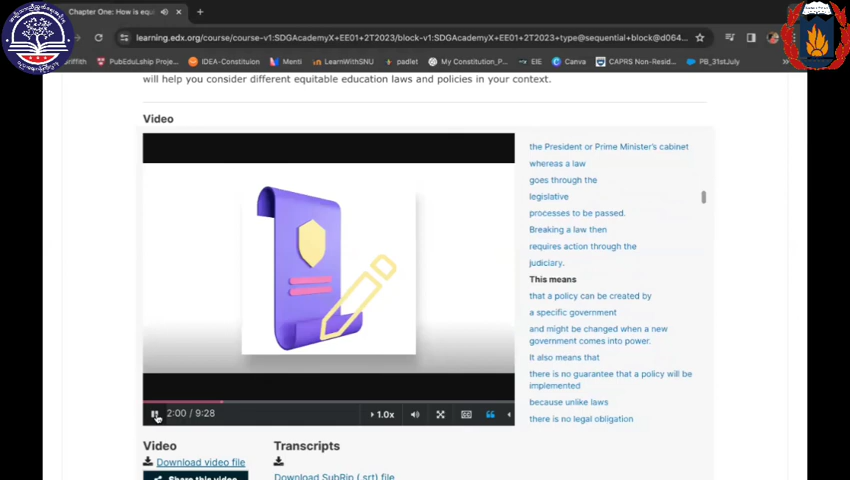 Chapter One: How is equi
learning.edx.org/course/course-v1:SDGAcademyX+EE01+2T2023/block-v1:SDGAcademyX+EE01+2T2023+type@sequential+block@d064...
riffith
PubEduLship Proje...
IDEA-Constituion
Menti
LearnWithSNU
padlet
My Constitution_P...
EIE
Canva
CAPRS Non-Resid...
PB_31stJuly
will help you consider different equitable education laws and policies in your context.
Video
the President or Prime Minister's cabinet
whereas a law
goes through the
legislative
processes to be passed.
Breaking a law then
requires action through the
judiciary.
This means
that a policy can be created by
a specific government
and might be changed when a new
government comes into power.
It also means that
there is no guarantee that a policy will be
implemented
because unlike laws
there is no legal obligation
2:00 / 9:28
1.0x
Video
Download video file
Share this video
Transcripts
Download SubRip (.srt) file